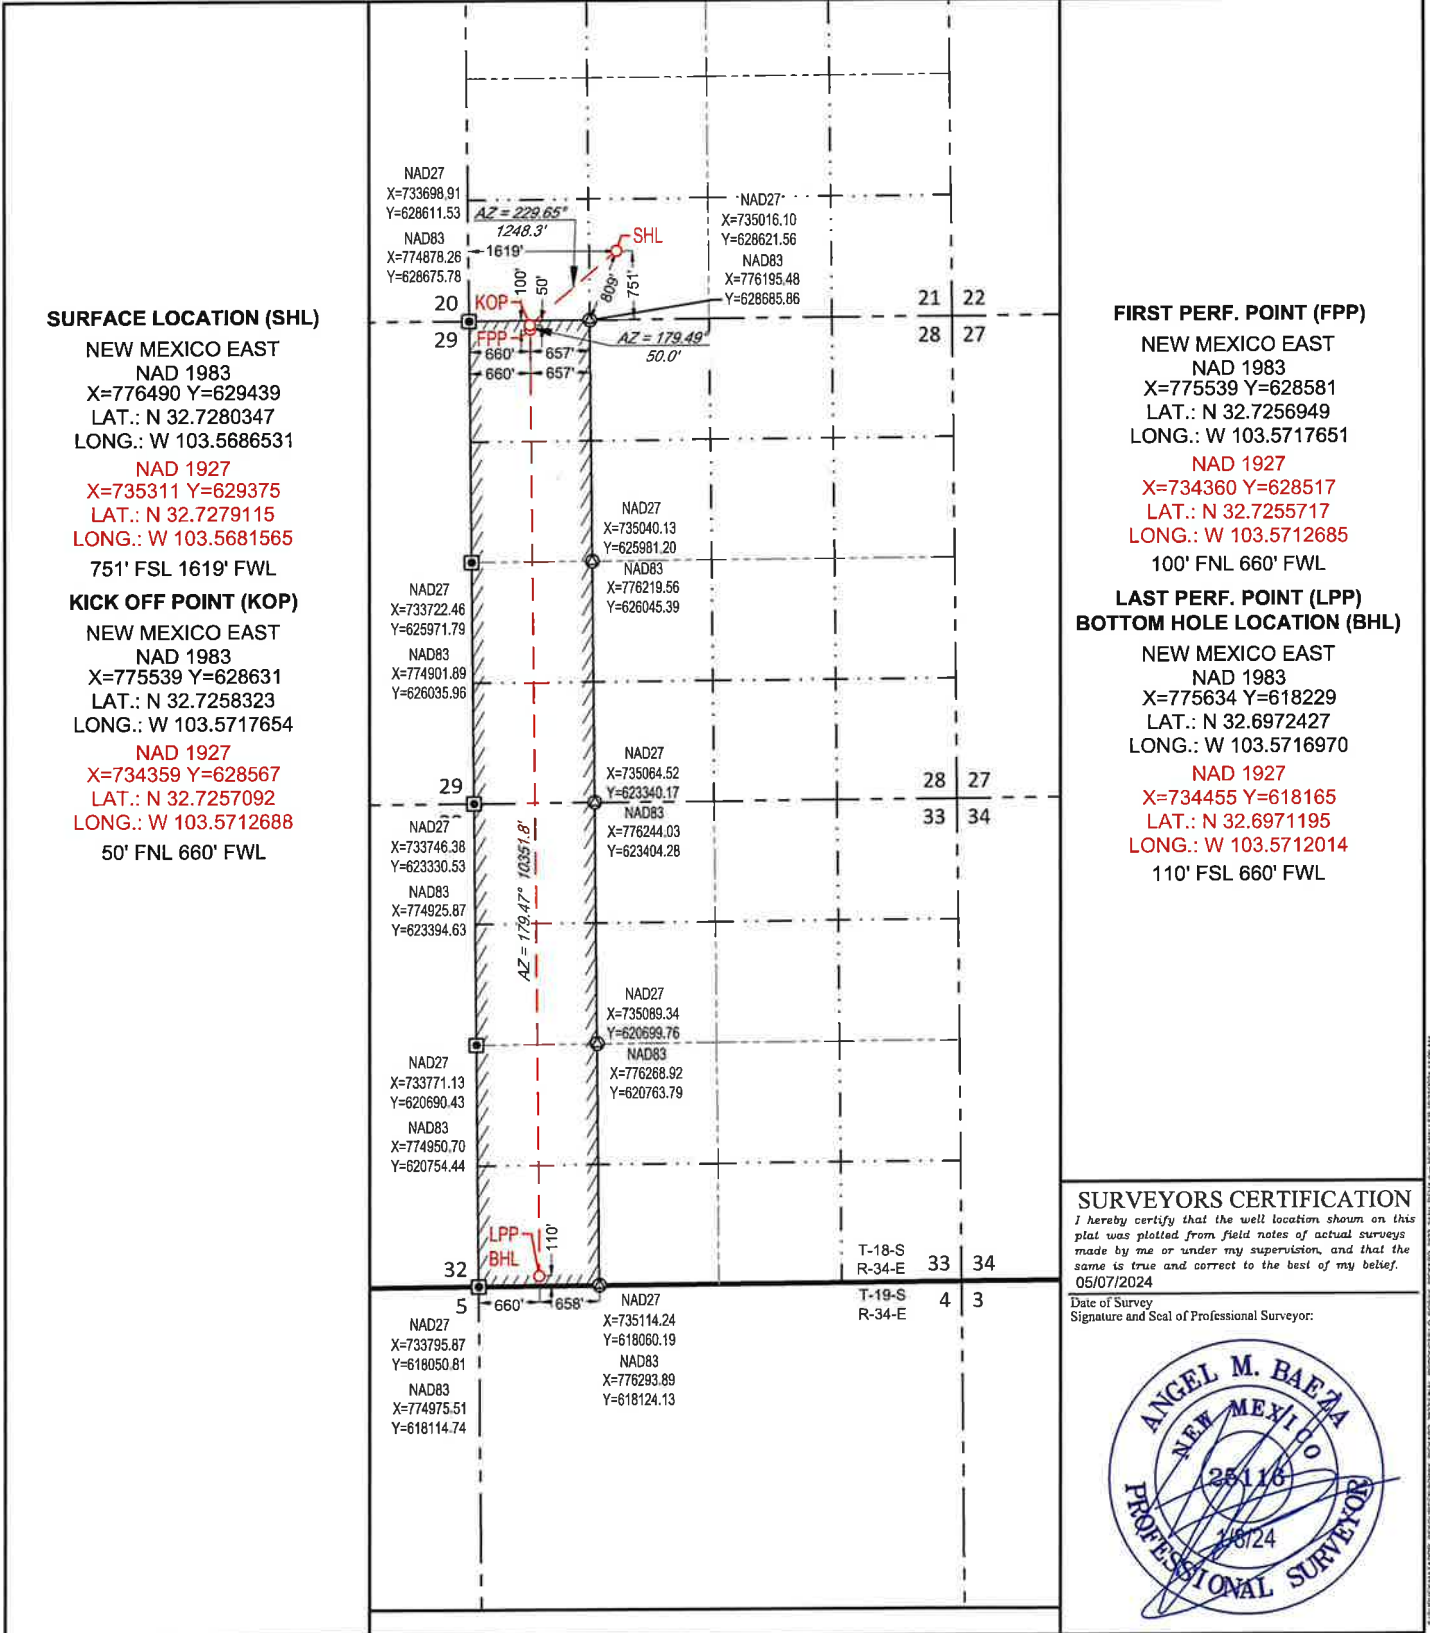 SURFACE LOCATION (SHL)
NEW MEXICO EAST
NAD 1983
X=776490 Y=629439
LAT.: N 32.7280347
LONG.: W 103.5686531
NAD 1927
X=735311 Y=629375
LAT.: N 32.7279115
LONG.: W 103.5681565
751' FSL 1619' FWL
KICK OFF POINT (KOP)
NEW MEXICO EAST
NAD 1983
X=775539 Y=628631
LAT.: N 32.7258323
LONG.: W 103.5717654
NAD 1927
X=734359 Y=628567
LAT.: N 32.7257092
LONG.: W 103.5712688
50' FNL 660' FWL
NAD27
X=733698.91
Y=628611.53
NAD83
X=774878.26
Y=628675.78
AZ = 229.65°
1248.3'
1619'
SHL
100'
50'
809'
751'
NAD27
X=735016.10
Y=628621.56
NAD83
X=776195.48
Y=628685.86
20
KOP
21 22
29
FPP
28 27
AZ = 179.49°
50.0'
660' 657'
660' 657'
NAD27
X=735040.13
Y=625981.20
NAD83
X=776219.56
Y=626045.39
NAD27
X=733722.46
Y=625971.79
NAD83
X=774901.89
Y=626035.96
NAD27
X=735064.52
Y=623340.17
NAD83
X=776244.03
Y=623404.28
29
28 27
33 34
NAD27
X=733746.38
Y=623330.53
NAD83
X=774925.87
Y=623394.63
AZ = 179.47° 10351.8'
NAD27
X=735089.34
Y=620699.76
NAD83
X=776268.92
Y=620763.79
NAD27
X=733771.13
Y=620690.43
NAD83
X=774950.70
Y=620754.44
LPP
BHL
110'
T-18-S
R-34-E
33 34
32
5
660' 658'
T-19-S
R-34-E
4 3
NAD27
X=733795.87
Y=618050.81
NAD83
X=774975.51
Y=618114.74
NAD27
X=735114.24
Y=618060.19
NAD83
X=776293.89
Y=618124.13
FIRST PERF. POINT (FPP)
NEW MEXICO EAST
NAD 1983
X=775539 Y=628581
LAT.: N 32.7256949
LONG.: W 103.5717651
NAD 1927
X=734360 Y=628517
LAT.: N 32.7255717
LONG.: W 103.5712685
100' FNL 660' FWL
LAST PERF. POINT (LPP)
BOTTOM HOLE LOCATION (BHL)
NEW MEXICO EAST
NAD 1983
X=775634 Y=618229
LAT.: N 32.6972427
LONG.: W 103.5716970
NAD 1927
X=734455 Y=618165
LAT.: N 32.6971195
LONG.: W 103.5712014
110' FSL 660' FWL
SURVEYORS CERTIFICATION
I hereby certify that the well location shown on this
plat was plotted from field notes of actual surveys
made by me or under my supervision, and that the
same is true and correct to the best of my belief.
05/07/2024
Date of Survey
Signature and Seal of Professional Surveyor:
ANGEL M. BAEZA
NEW MEXICO
25116
PROFESSIONAL SURVEYOR